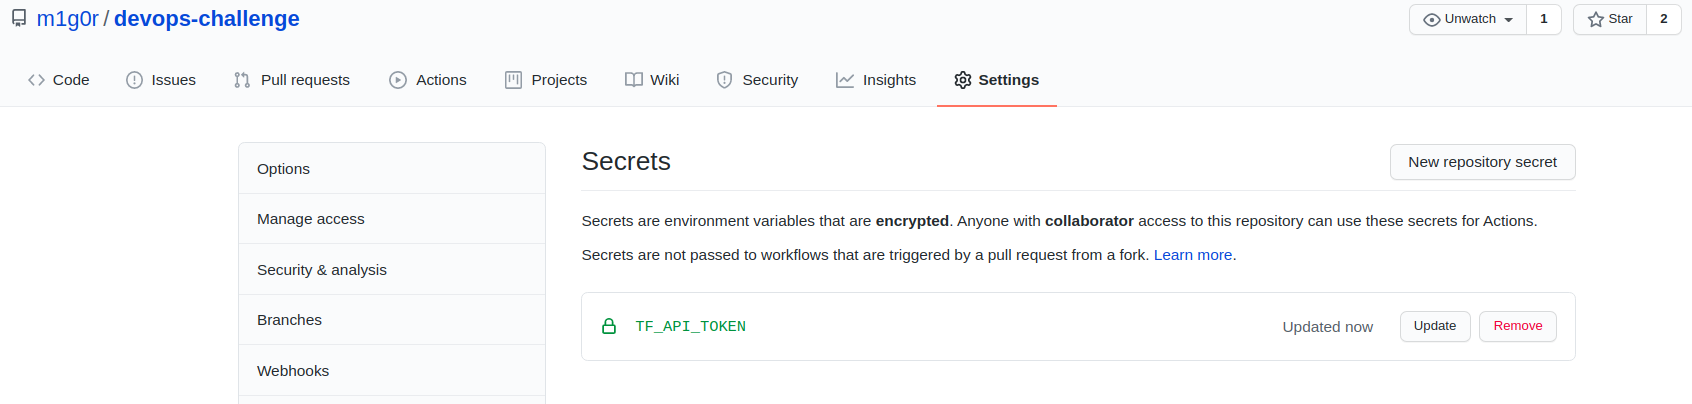 m1g0r / devops-challenge
Unwatch 1 Star 2
Code Issues Pull requests Actions Projects Wiki Security Insights Settings
Options
Manage access
Security & analysis
Branches
Webhooks
Secrets
New repository secret
Secrets are environment variables that are encrypted. Anyone with collaborator access to this repository can use these secrets for Actions.
Secrets are not passed to workflows that are triggered by a pull request from a fork. Learn more.
TF_API_TOKEN Updated now Update Remove